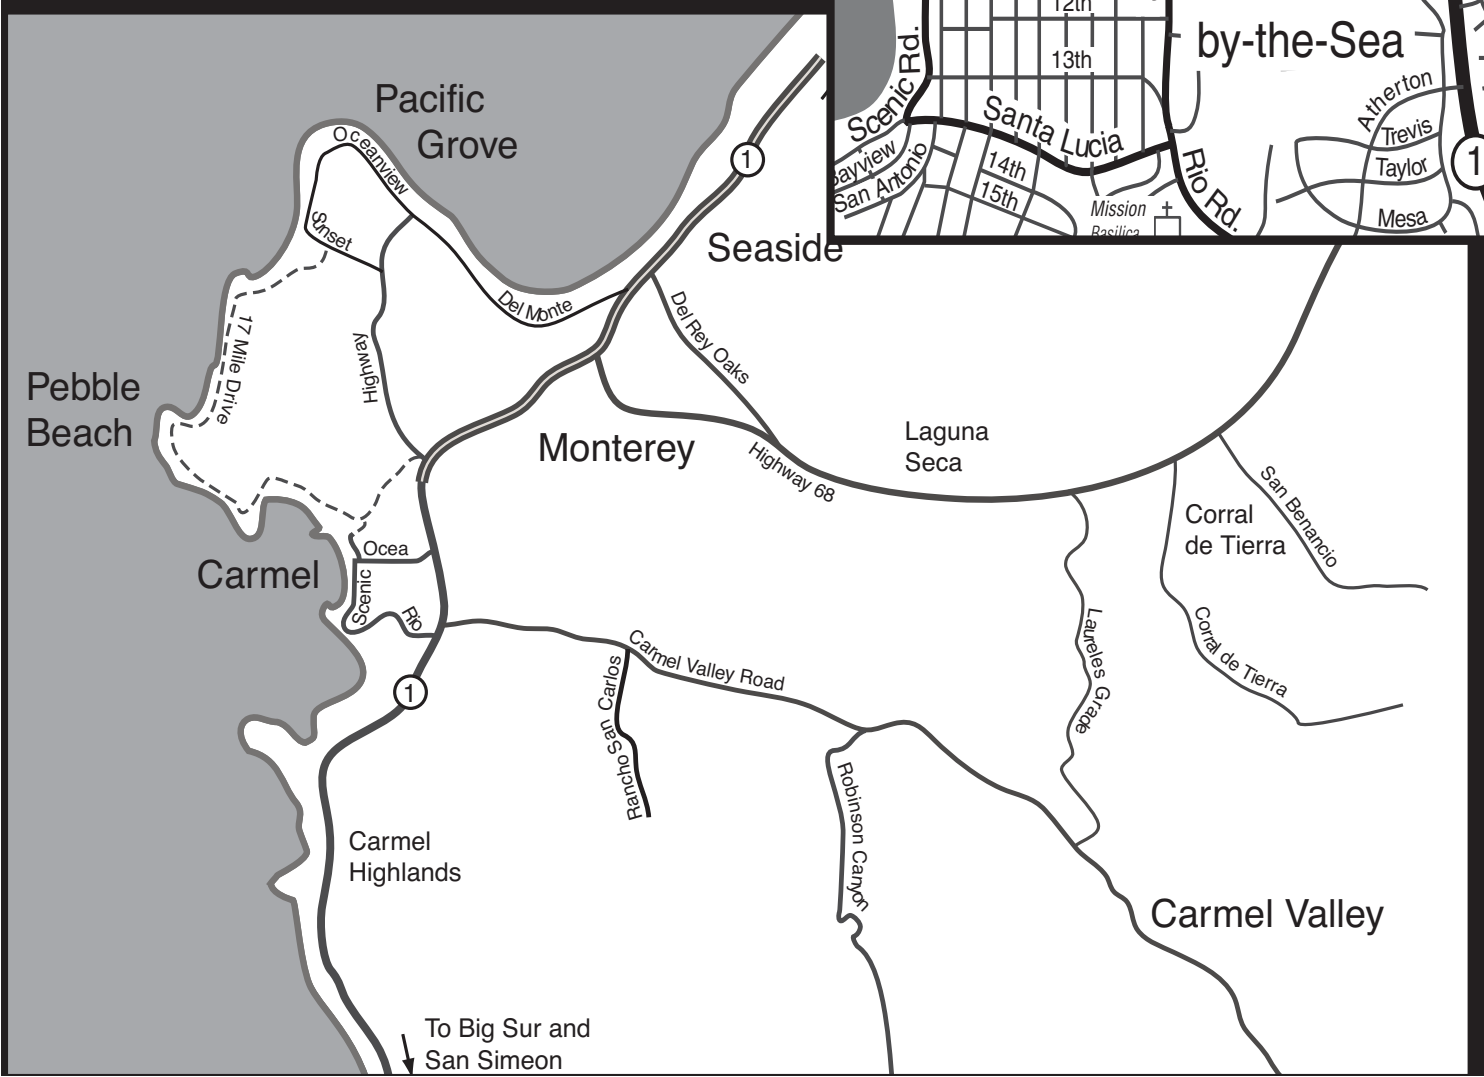 12th
by-the-Sea
13th
Scenic Rd.
Santa Lucia
Atherton
Trevis
Taylor
Mesa
1
Bayview
San Antonio
14th
15th
Rio Rd.
Mission
Basilica
Pacific
Grove
Oceanview
1
Sunset
Seaside
Del Monte
Del Rey Oaks
17 Mile Drive
Highway
Pebble
Beach
Monterey
Highway 68
Laguna
Seca
San Benancio
Corral
de Tierra
Carmel
Ocea
Scenic
Rio
Carmel Valley Road
Rancho San Carlos
Laureles Grade
Corral de Tierra
1
Robinson Canyon
Carmel
Highlands
Carmel Valley
To Big Sur and
San Simeon